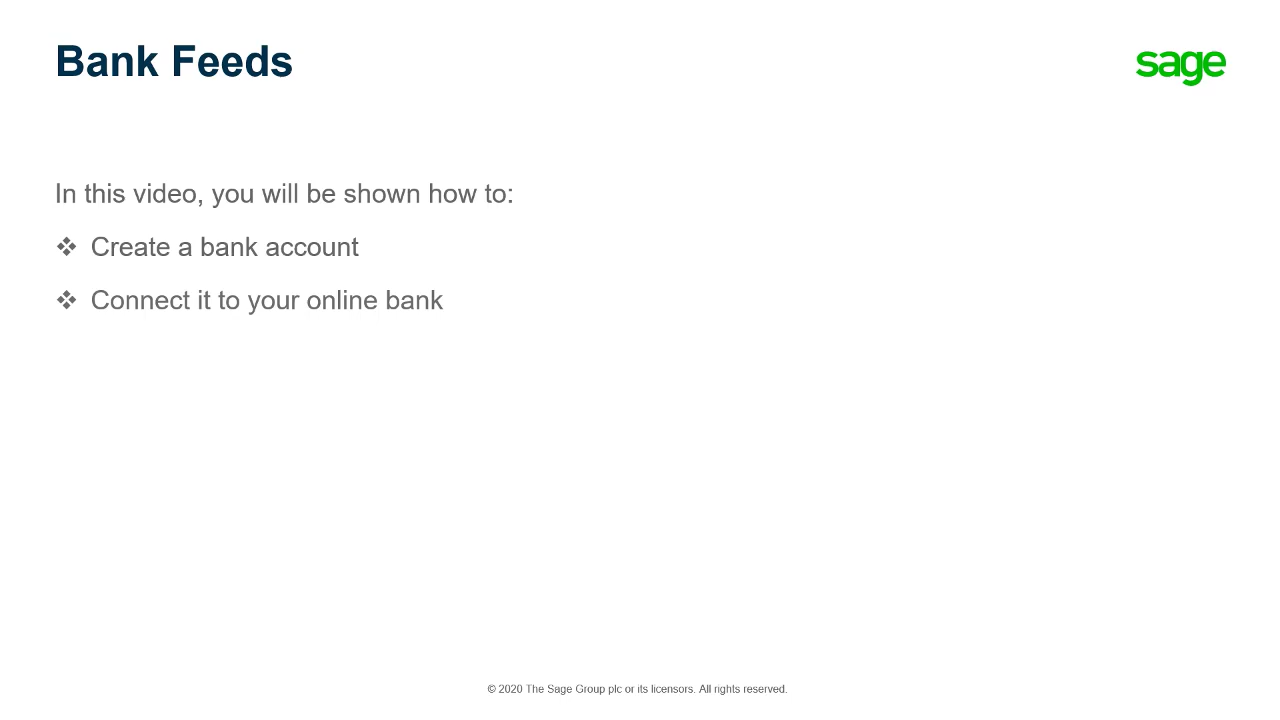 Bank Feeds
sage
In this video, you will be shown how to:
❖ Create a bank account
❖ Connect it to your online bank
© 2020 The Sage Group plc or its licensors. All rights reserved.